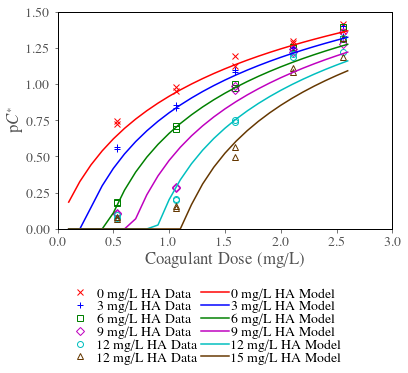 1.50
1.25
1.00
0.75
0.50
0.25
0.00
pC*
0.0 0.5 1.0 1.5 2.0 2.5 3.0
Coagulant Dose (mg/L)
0 mg/L HA Data 0 mg/L HA Model
3 mg/L HA Data 3 mg/L HA Model
6 mg/L HA Data 6 mg/L HA Model
9 mg/L HA Data 9 mg/L HA Model
12 mg/L HA Data 12 mg/L HA Model
12 mg/L HA Data 15 mg/L HA Model